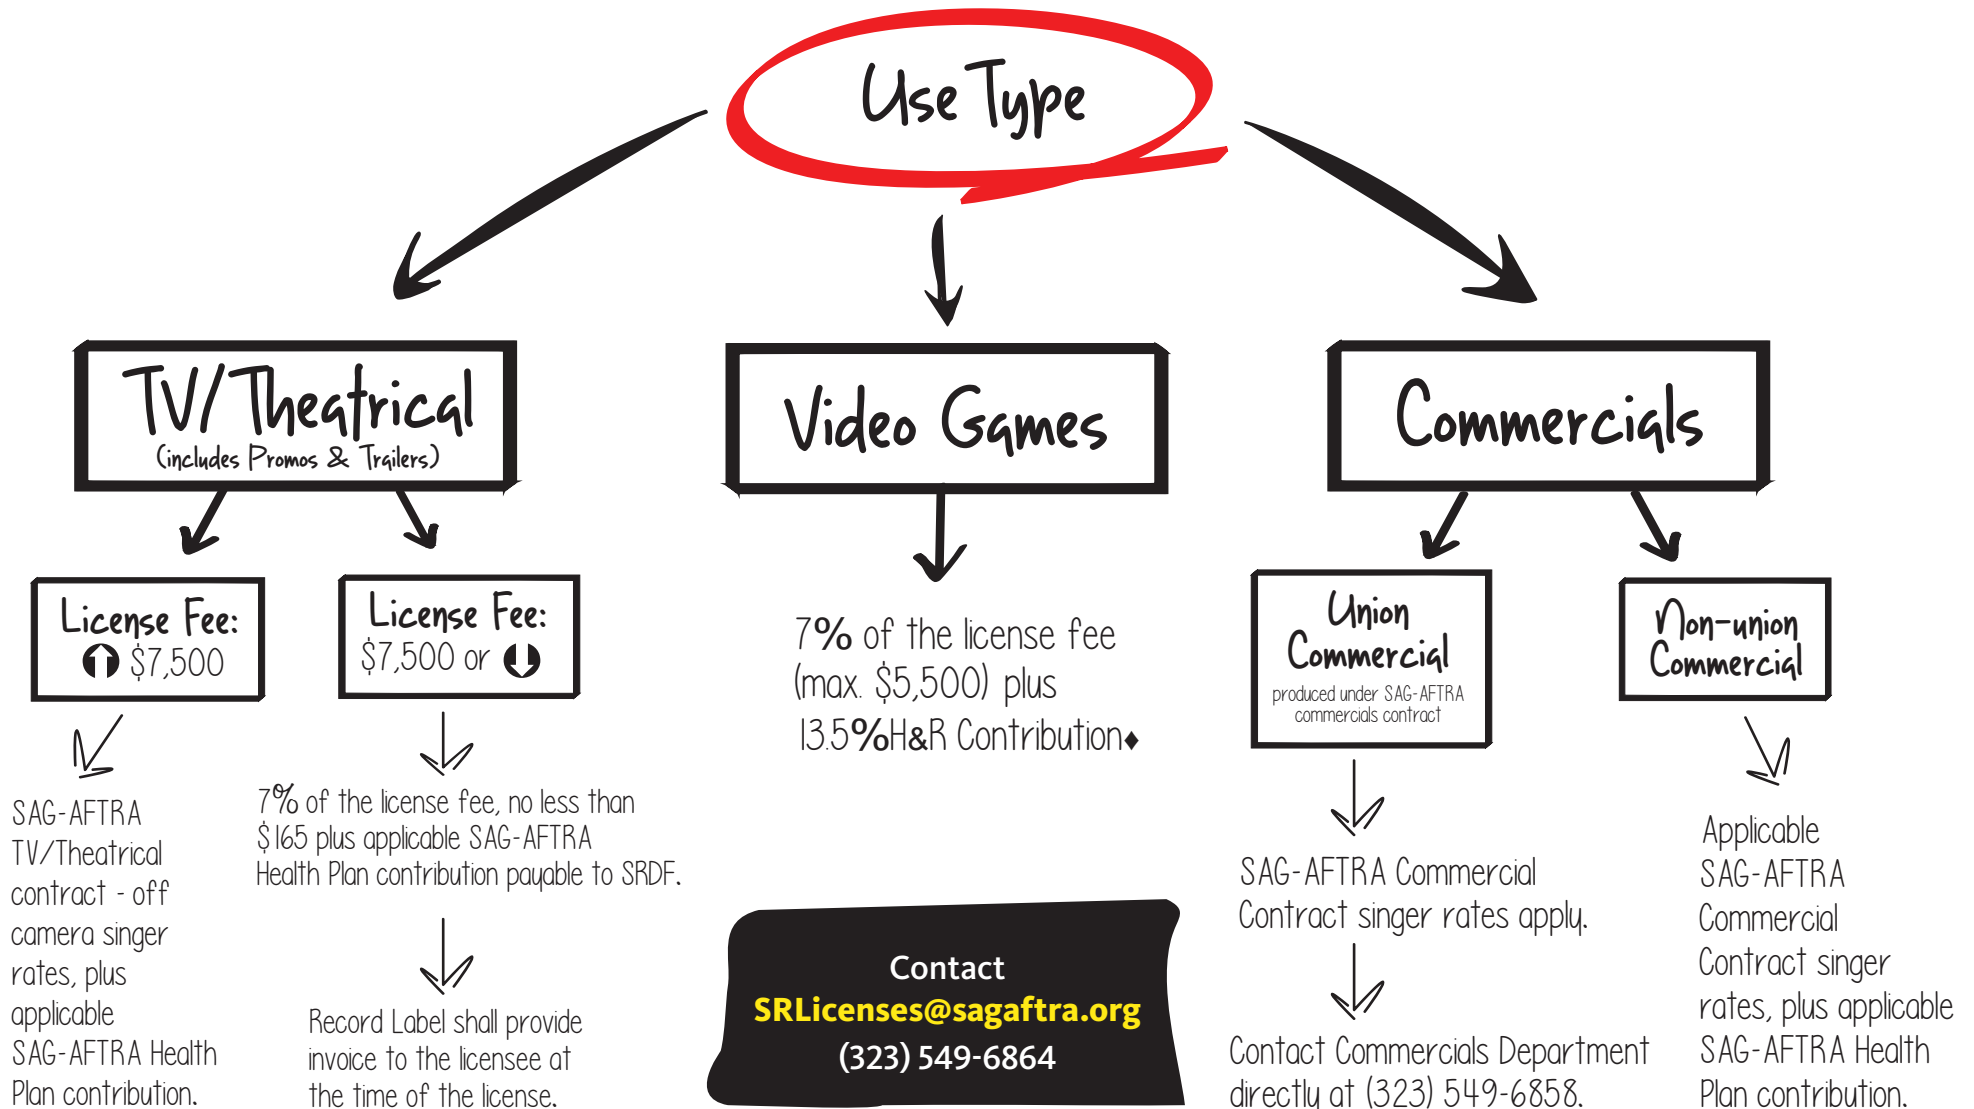 Use Type
TV/Theatrical
(includes Promos & Trailers)
License Fee:
$7,500
SAG-AFTRA
TV/Theatrical
contract - off
camera singer
rates, plus
applicable
SAG-AFTRA Health
Plan contribution.
License Fee:
$7,500 or
7% of the license fee, no less than
$165 plus applicable SAG-AFTRA
Health Plan contribution payable to SRDF.
Record Label shall provide
invoice to the licensee at
the time of the license.
Video Games
7% of the license fee
(max. $5,500) plus
13.5%H&R Contribution♦
Contact
SRLicenses@sagaftra.org
(323) 549-6864
Commercials
Union
Commercial
produced under SAG-AFTRA
commercials contract
SAG-AFTRA Commercial
Contract singer rates apply.
Contact Commercials Department
directly at (323) 549-6858.
Non-union
Commercial
Applicable
SAG-AFTRA
Commercial
Contract singer
rates, plus applicable
SAG-AFTRA Health
Plan contribution.